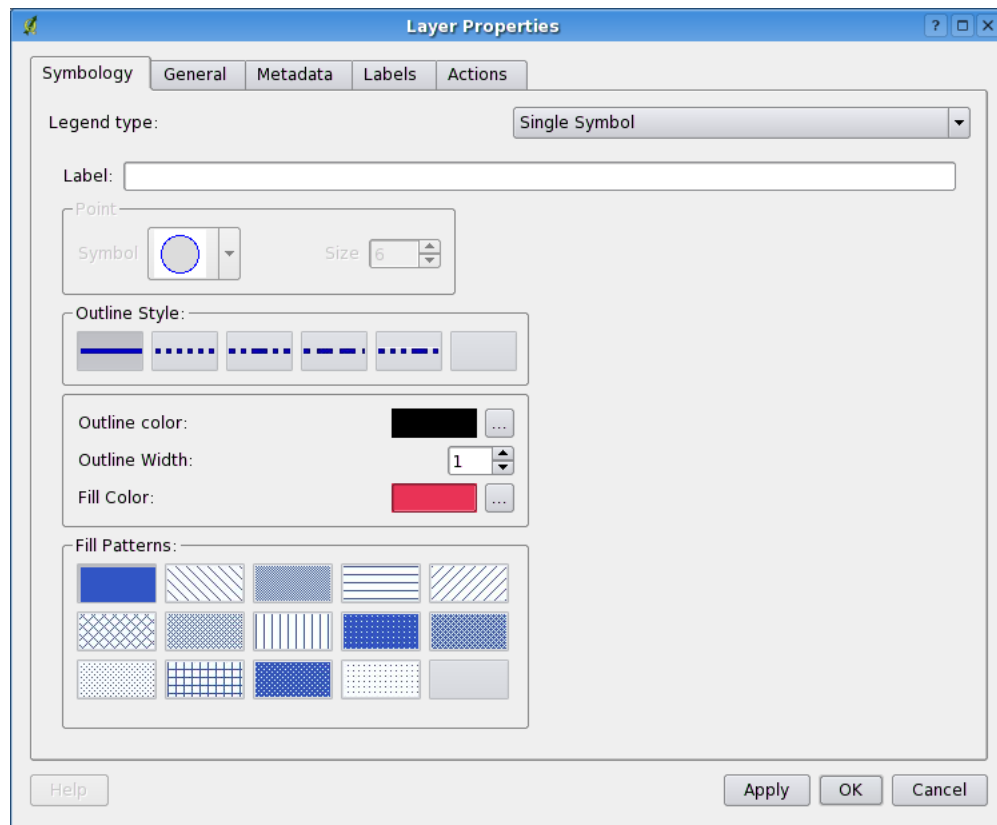 Layer Properties
Symbology General Metadata Labels Actions
Legend type: Single Symbol
Label:
Point
Symbol Size 6
Outline Style:
Outline color: ...
Outline Width: 1
Fill Color: ...
Fill Patterns:
Help Apply OK Cancel